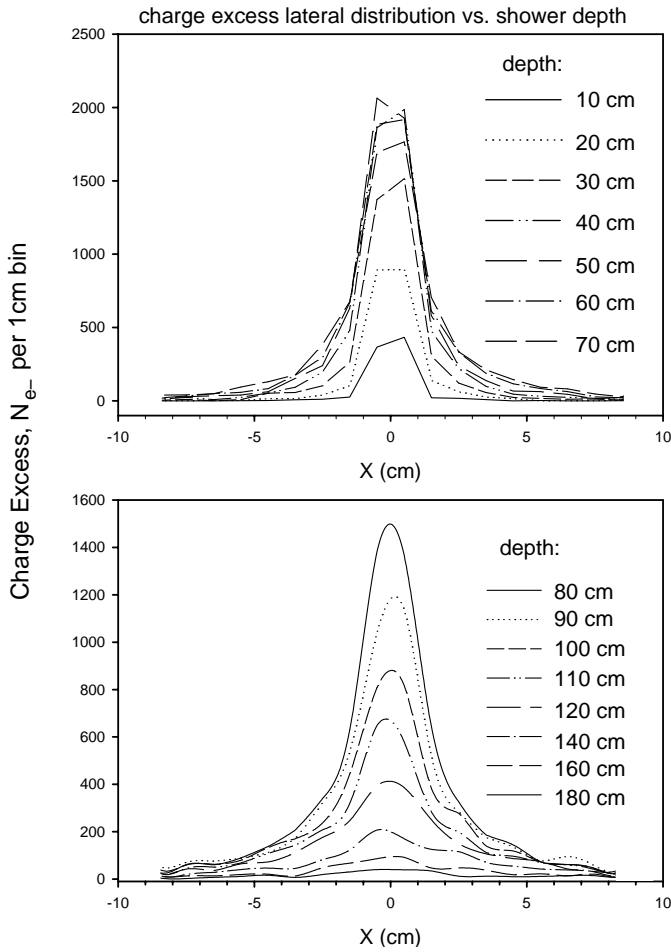 charge excess lateral distribution vs. shower depth
Charge Excess, Ne– per 1cm bin
2500
2000
1500
1000
500
0
-10
-5
0
5
10
X (cm)
depth:
10 cm
20 cm
30 cm
40 cm
50 cm
60 cm
70 cm
1600
1400
1200
1000
800
600
400
200
0
-10
-5
0
5
10
X (cm)
depth:
80 cm
90 cm
100 cm
110 cm
120 cm
140 cm
160 cm
180 cm